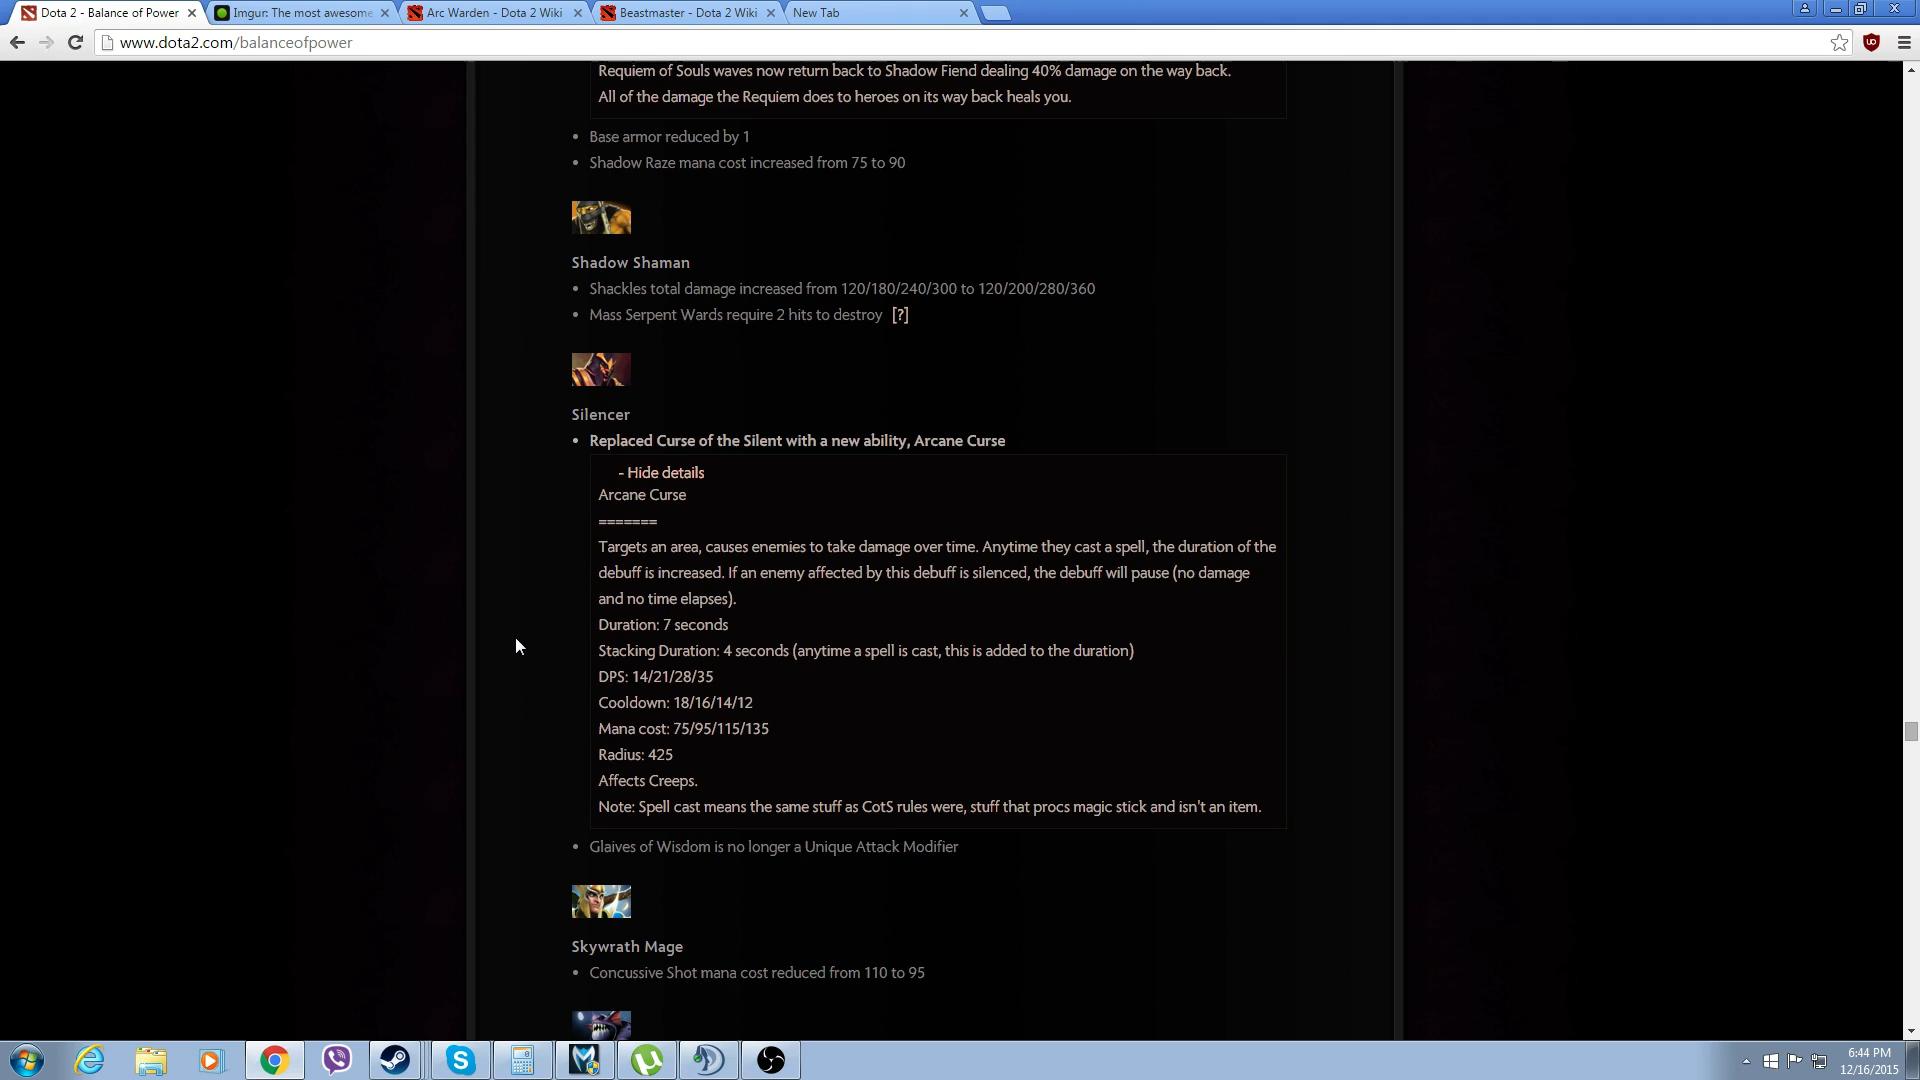 Dota 2 - Balance of Power
Imgur: The most awesome
Arc Warden - Dota 2 Wiki
Beastmaster - Dota 2 Wiki
New Tab
www.dota2.com/balanceofpower
Requiem of Souls waves now return back to Shadow Fiend dealing 40% damage on the way back.
All of the damage the Requiem does to heroes on its way back heals you.
• Base armor reduced by 1
• Shadow Raze mana cost increased from 75 to 90
Shadow Shaman
• Shackles total damage increased from 120/180/240/300 to 120/200/280/360
• Mass Serpent Wards require 2 hits to destroy [?]
Silencer
• Replaced Curse of the Silent with a new ability, Arcane Curse
- Hide details
Arcane Curse
=======
Targets an area, causes enemies to take damage over time. Anytime they cast a spell, the duration of the
debuff is increased. If an enemy affected by this debuff is silenced, the debuff will pause (no damage
and no time elapses).
Duration: 7 seconds
Stacking Duration: 4 seconds (anytime a spell is cast, this is added to the duration)
DPS: 14/21/28/35
Cooldown: 18/16/14/12
Mana cost: 75/95/115/135
Radius: 425
Affects Creeps.
Note: Spell cast means the same stuff as CotS rules were, stuff that procs magic stick and isn't an item.
• Glaives of Wisdom is no longer a Unique Attack Modifier
Skywrath Mage
• Concussive Shot mana cost reduced from 110 to 95
6:44 PM
12/16/2015